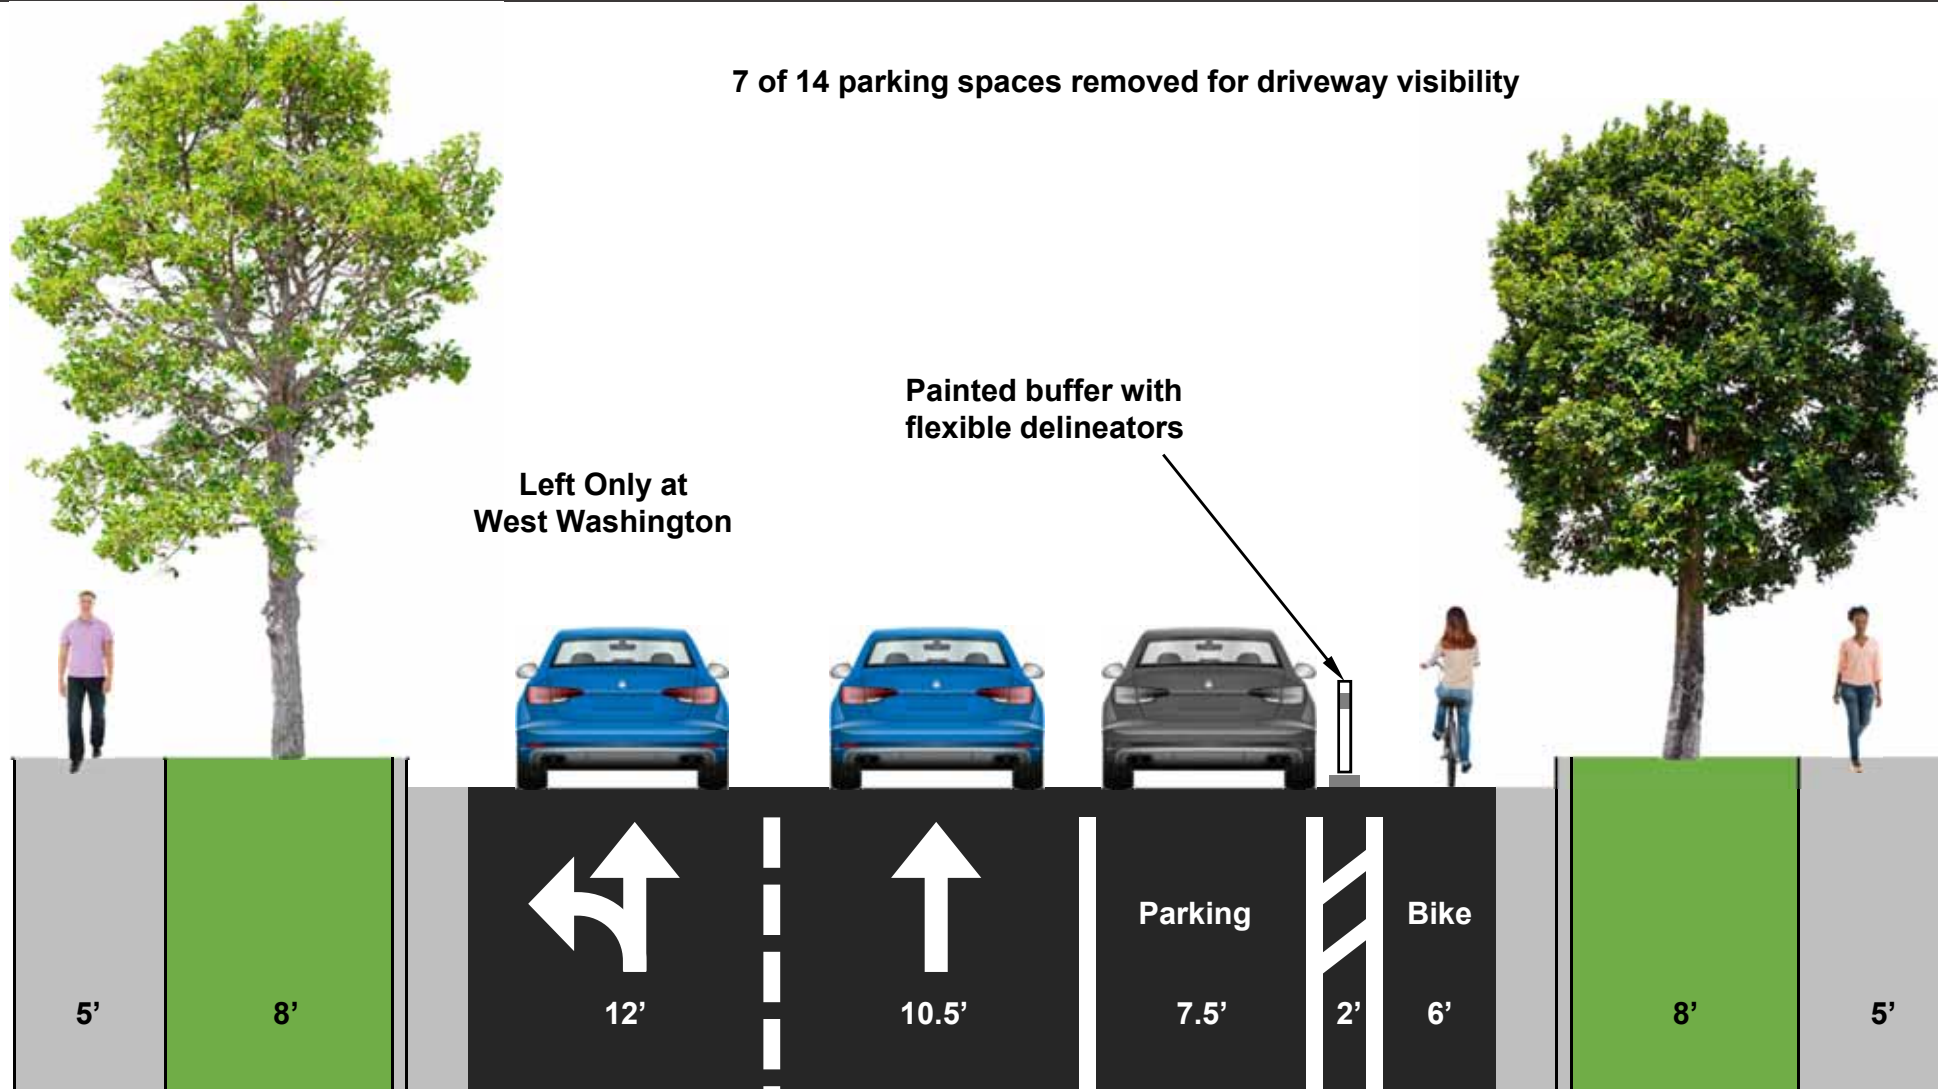 7 of 14 parking spaces removed for driveway visibility
Painted buffer with
flexible delineators
Left Only at
West Washington
Parking
Bike
5’
8’
12’
10.5’
7.5’
2’
6’
8’
5’